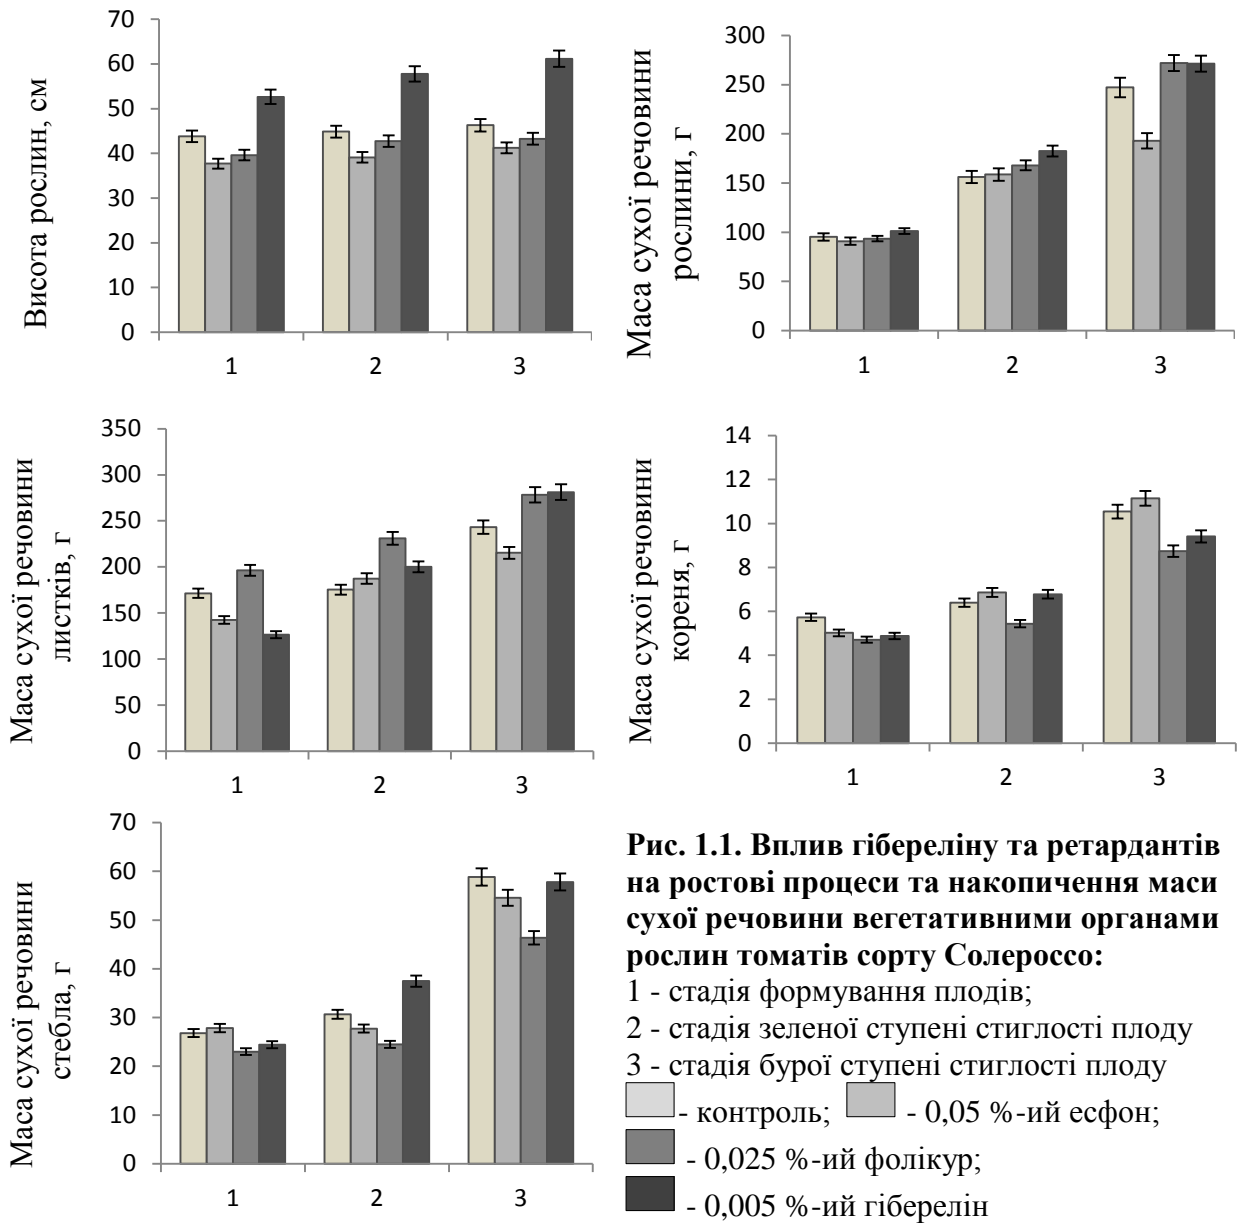 70
60
50
40
30
20
10
0
Висота рослин, см
1 2 3
300
250
200
150
100
50
0
Маса сухої речовини
рослини, г
1 2 3
350
300
250
200
150
100
50
0
Маса сухої речовини
листків, г
1 2 3
14
12
10
8
6
4
2
0
Маса сухої речовини
кореня, г
1 2 3
70
60
50
40
30
20
10
0
Маса сухої речовини
стебла, г
1 2 3
Рис. 1.1. Вплив гібереліну та ретардантів
на ростові процеси та накопичення маси
сухої речовини вегетативними органами
рослин томатів сорту Солероссо:
1 - стадія формування плодів;
2 - стадія зеленої ступені стиглості плоду
3 - стадія бурої ступені стиглості плоду
- контроль; - 0,05 %-ий есфон;
- 0,025 %-ий фолікур;
- 0,005 %-ий гіберелін